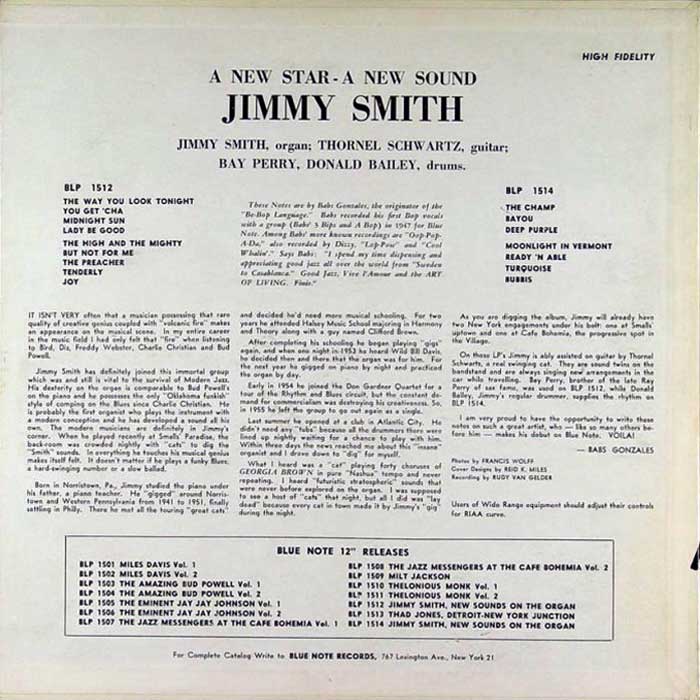 HIGH FIDELITY
A NEW STAR - A NEW SOUND
JIMMY SMITH
JIMMY SMITH, organ; THORNEL SCHWARTZ, guitar;
BAY PERRY, DONALD BAILEY, drums.
BLP 1512
THE WAY YOU LOOK TONIGHT
YOU GET 'CHA
MIDNIGHT SUN
LADY BE GOOD
THE HIGH AND THE MIGHTY
BUT NOT FOR ME
THE PREACHER
TENDERLY
JOY
These Notes are by Babs Gonzales, the originator of the
"Be-Bop Language." Babs recorded his first Bop vocals
with a group (Babs' 3 Bips and A Bop) in 1947 for Blue
Note. Among Babs' more known recordings are "Oop-Pop-
A-Da," also recorded by Dizzy, "Lop-Pow" and "Cool
Whalin'." Says Babs: "I spend my time dispensing and
appreciating good jazz all over the world from "Sweden
to Casablanca." Good Jazz, Vive l'Amour and the ART
OF LIVING. Finis."
BLP 1514
THE CHAMP
BAYOU
DEEP PURPLE
MOONLIGHT IN VERMONT
READY 'N ABLE
TURQUOISE
BUBBIS
IT ISN'T VERY often that a musician possessing that rare
quality of creative genius coupled with "volcanic fire" makes
an appearance on the musical scene. In my entire career
in the music field I had only felt that "fire" when listening
to Bird, Diz, Freddy Webster, Charlie Christian and Bud
Powell.
Jimmy Smith has definitely joined this immortal group
which was and still is vital to the survival of Modern Jazz.
His dexterity on the organ is comparable to Bud Powell's
on the piano and he possesses the only "Oklahoma funkish"
style of comping on the Blues since Charlie Christian. He
is probably the first organist who plays the instrument with
a modern conception and he has developed a sound all his
own. The modern musicians are definitely in Jimmy's
corner. When he played recently at Smalls Paradise, the
back-room was crowded nightly with "cats" to dig the
"Smith" sounds. In everything he touches his musical genius
makes itself felt. It doesn't matter if he plays a funky Blues,
a hard-swinging number or a slow ballad.
Born in Norristown, Pa., Jimmy studied the piano under
his father, a piano teacher. He "gigged" around Norris-
town and Western Pennsylvania from 1941 to 1951, finally
settling in Philly. There he mat all the touring "great cats"
and decided he'd need more musical schooling. For two
years he attended Halsey Music School majoring in Harmony
and Theory along with a guy named Clifford Brown.
After completing his schooling he began playing "gigs"
again, and when one night in 1953 he heard Wild Bill Davis,
he decided then and there that the organ was for him. For
the next year he gigged on piano by night and practiced
the organ by day.
Early in 1954 he joined the Don Gardner Quartet for a
tour of the Rhythm and Blues circuit, but the constant de-
mand for commercialism was destroying his creativeness. So,
in 1955 he left the group to go out again as a single.
Last summer he opened at a club in Atlantic City. He
didn't need any "tubs" because all the drummers there were
lined up nightly waiting for a chance to play with him.
Within three days the news reached me about this "insane"
organist and I drove down to "dig" for myself.
What I heard was a "cat" playing forty choruses of
GEORGIA BROWN in pure "Nashua" tempo and never
repeating. I heard "futuristic stratospheric" sounds that
were never before explored on the organ. I was supposed
to see a host of "cats" that night, but all I did was "lay
dead" because every cat in town made it by Jimmy's "gig"
during the night.
As you are digging the album, Jimmy will already have
two New York engagements under his belt: one at Smalls'
uptown and one at Cafe Bohemia, the progressive spot in
the Village.
On these LP's Jimmy is ably assisted on guitar by Thornel
Schwartz, a real swinging cat. They are sound twins on the
bandstand and are always singing new arrangements in the
car while travelling. Bay Perry, brother of the late Ray
Perry of sax fame, was used on BLP 1512, while Donald
Bailey, Jimmy's regular drummer, supplies the rhythm on
BLP 1514.
I am very proud to have the opportunity to write these
notes on such a great artist, who — like so many others be-
fore him — makes his debut on Blue Note. VOILA!
— BABS GONZALES
Photos by FRANCIS WOLFF
Cover Designs by REID K. MILES
Recording by RUDY VAN GELDER
Users of Wide Range equipment should adjust their controls
for RIAA curve.
BLUE NOTE 12" RELEASES
BLP 1501 MILES DAVIS Vol. 1
BLP 1502 MILES DAVIS Vol. 2
BLP 1503 THE AMAZING BUD POWELL Vol. 1
BLP 1504 THE AMAZING BUD POWELL Vol. 2
BLP 1505 THE EMINENT JAY JAY JOHNSON Vol. 1
BLP 1506 THE EMINENT JAY JAY JOHNSON Vol. 2
BLP 1507 THE JAZZ MESSENGERS AT THE CAFE BOHEMIA Vol. 1
BLP 1508 THE JAZZ MESSENGERS AT THE CAFE BOHEMIA Vol. 2
BLP 1509 MILT JACKSON
BLP 1510 THELONIOUS MONK Vol. 1
BLP 1511 THELONIOUS MONK Vol. 2
BLP 1512 JIMMY SMITH, NEW SOUNDS ON THE ORGAN
BLP 1513 THAD JONES, DETROIT-NEW YORK JUNCTION
BLP 1514 JIMMY SMITH, NEW SOUNDS ON THE ORGAN
For Complete Catalog Write to BLUE NOTE RECORDS, 767 Lexington Ave., New York 21